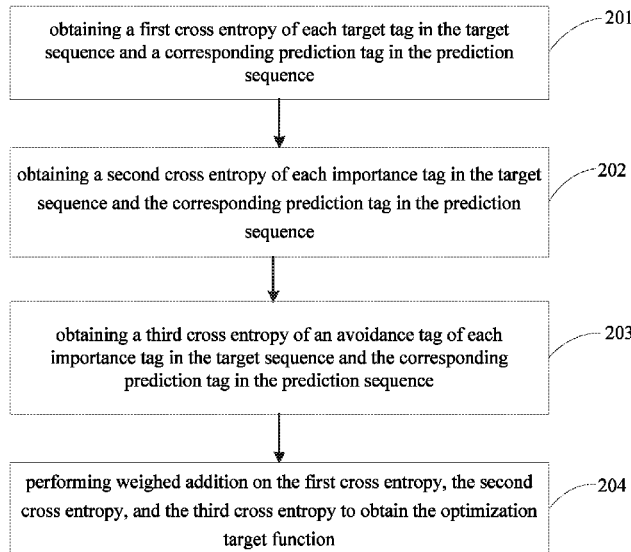 obtaining a first cross entropy of each target tag in the target
sequence and a corresponding prediction tag in the prediction
sequence
201
obtaining a second cross entropy of each importance tag in the target
sequence and the corresponding prediction tag in the prediction
sequence
202
obtaining a third cross entropy of an avoidance tag of each
importance tag in the target sequence and the corresponding
prediction tag in the prediction sequence
203
performing weighed addition on the first cross entropy, the second
cross entropy, and the third cross entropy to obtain the optimization
target function
204